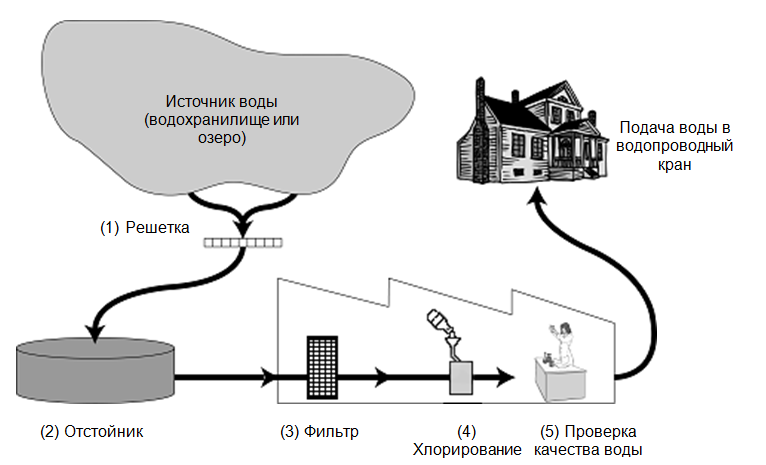 Источник воды
(водохранилище или
озеро)
Подача воды в
водопроводный
кран
(1) Решетка
(2) Отстойник
(3) Фильтр
(4)
Хлорирование
(5) Проверка
качества воды